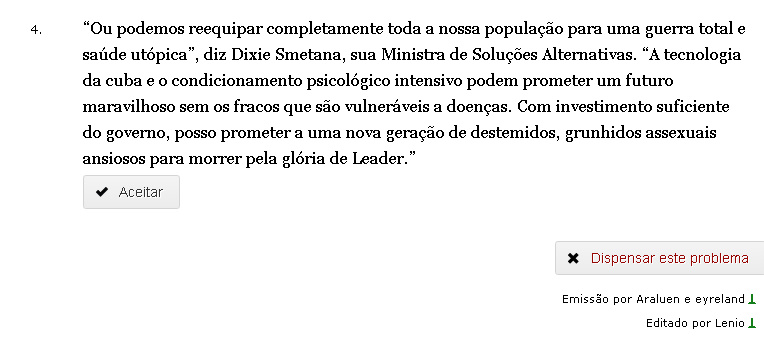 4. “Ou podemos reequipar completamente toda a nossa população para uma guerra total e
saúde utópica”, diz Dixie Smetana, sua Ministra de Soluções Alternativas. “A tecnologia
da cuba e o condicionamento psicológico intensivo podem prometer um futuro
maravilhoso sem os fracos que são vulneráveis a doenças. Com investimento suficiente
do governo, posso prometer a uma nova geração de destemidos, grunhidos assexuais
ansiosos para morrer pela glória de Leader.”
Aceitar
Dispensar este problema
Emissão por Araluen e eyreland
Editado por Lenio